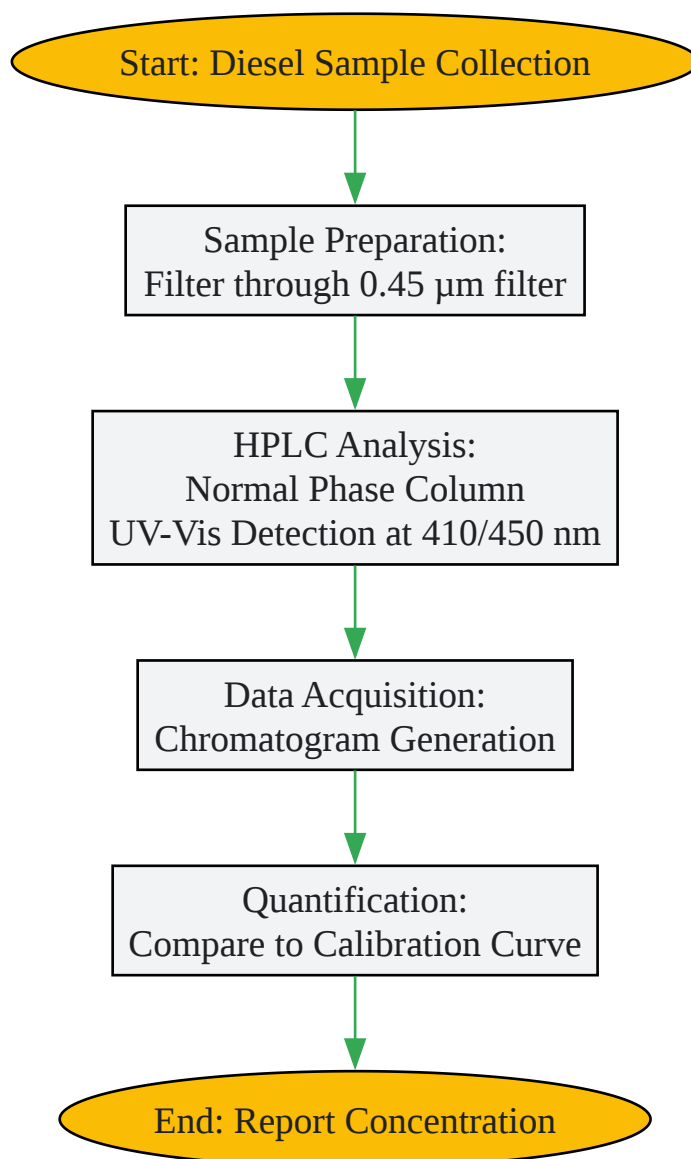 Start: Diesel Sample Collection
Sample Preparation:
Filter through 0.45 µm filter
HPLC Analysis:
Normal Phase Column
UV-Vis Detection at 410/450 nm
Data Acquisition:
Chromatogram Generation
Quantification:
Compare to Calibration Curve
End: Report Concentration